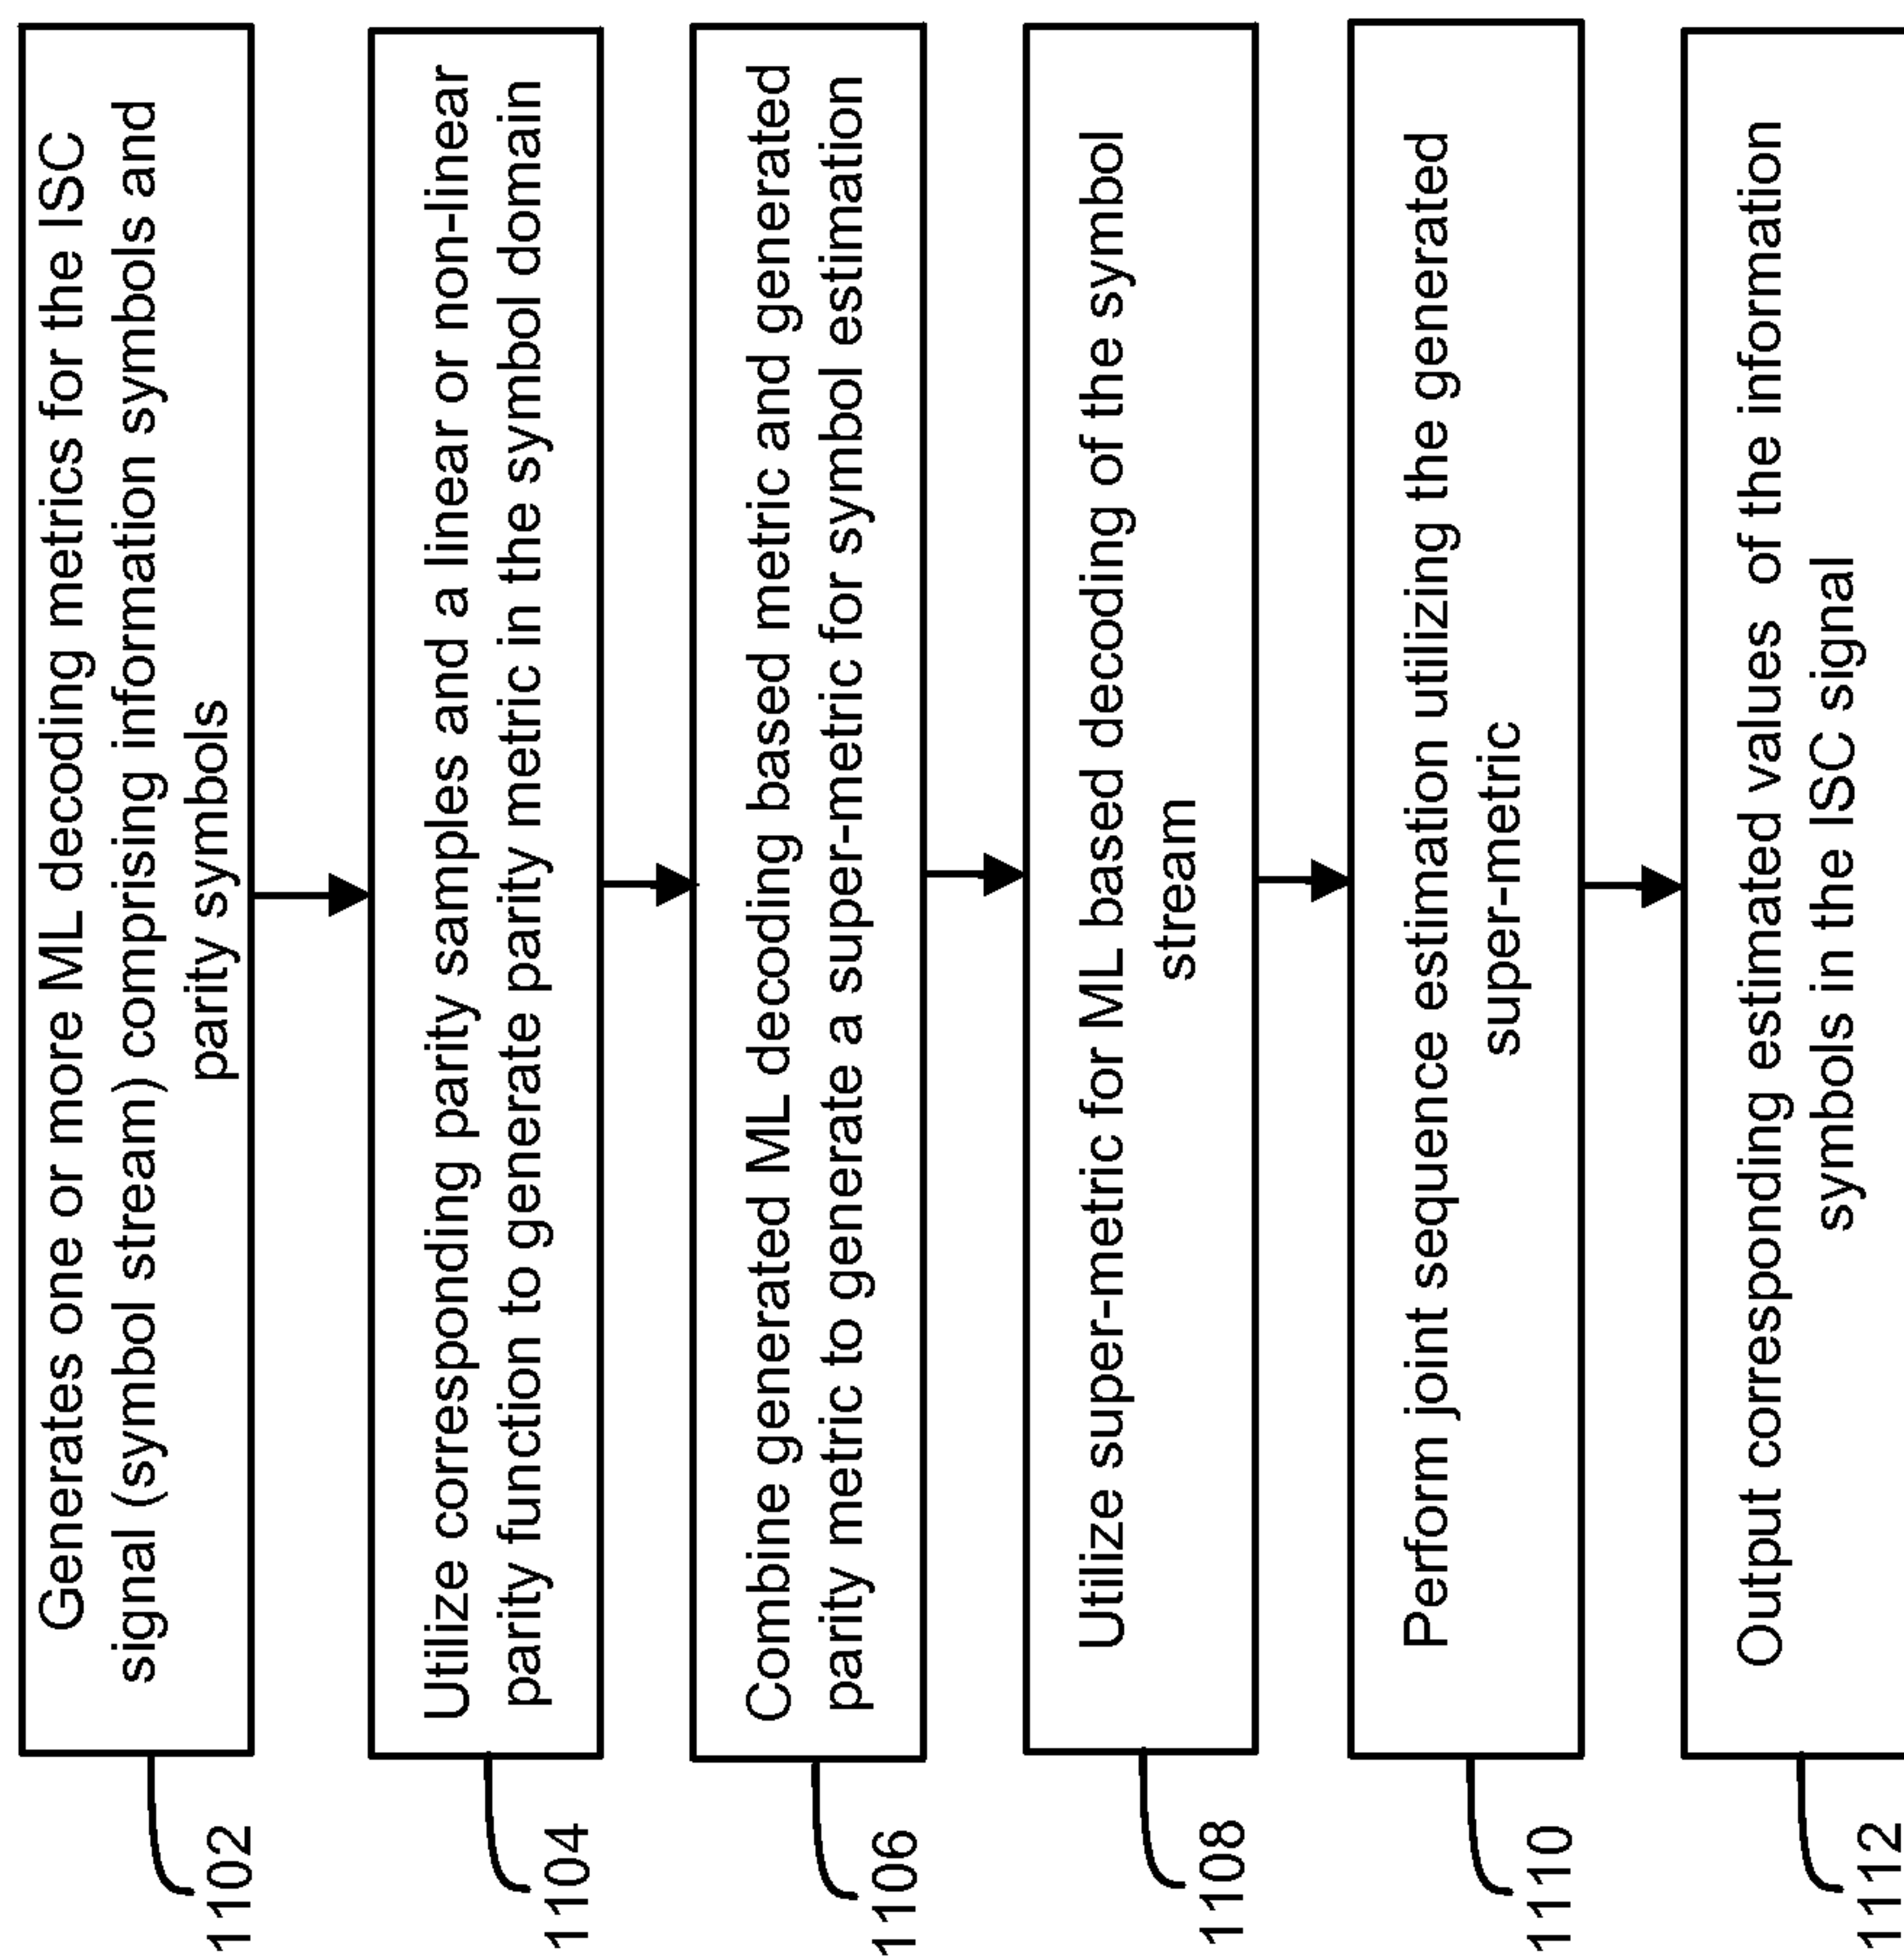 Generates one or more ML decoding metrics for the ISC
signal (symbol stream) comprising information symbols and
parity symbols
1102
Utilize corresponding parity samples and a linear or non-linear
parity function to generate parity metric in the symbol domain
1104
Combine generated ML decoding based metric and generated
parity metric to generate a super-metric for symbol estimation
1106
Utilize super-metric for ML based decoding of the symbol
stream
1108
Perform joint sequence estimation utilizing the generated
super-metric
1110
Output corresponding estimated values of the information
symbols in the ISC signal
1112